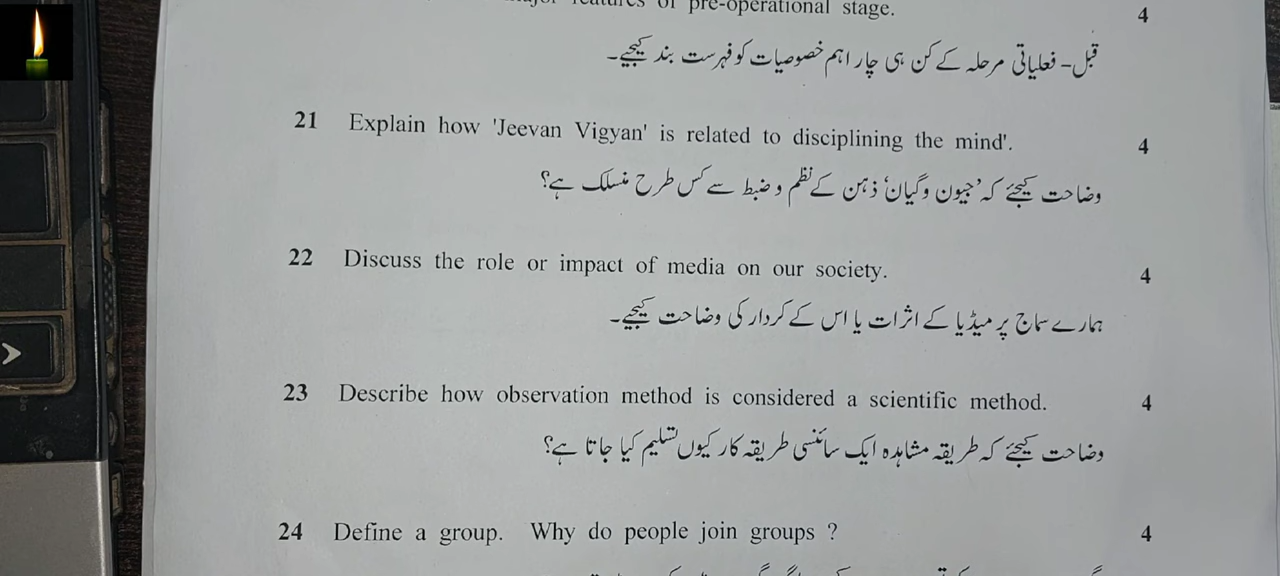 features of pre-operational stage.
4
قبل- فعلیاتی مرحلہ کے کن ہی چار اہم خصوصیات کو فہرست بند کیجیے۔
21 Explain how 'Jeevan Vigyan' is related to disciplining the mind'. 4
وضاحت کیجئے کہ ’جیون وگیان‘ ذہن کے نظم و ضبط سے کس طرح منسلک ہے؟
22 Discuss the role or impact of media on our society. 4
ہمارے سماج پر میڈیا کے اثرات یا اس کے کردار کی وضاحت کیجیے۔
23 Describe how observation method is considered a scientific method. 4
وضاحت کیجئے کہ طریقہ مشاہدہ ایک سائنسی طریقہ کار کیوں تسلیم کیا جاتا ہے؟
24 Define a group. Why do people join groups ? 4